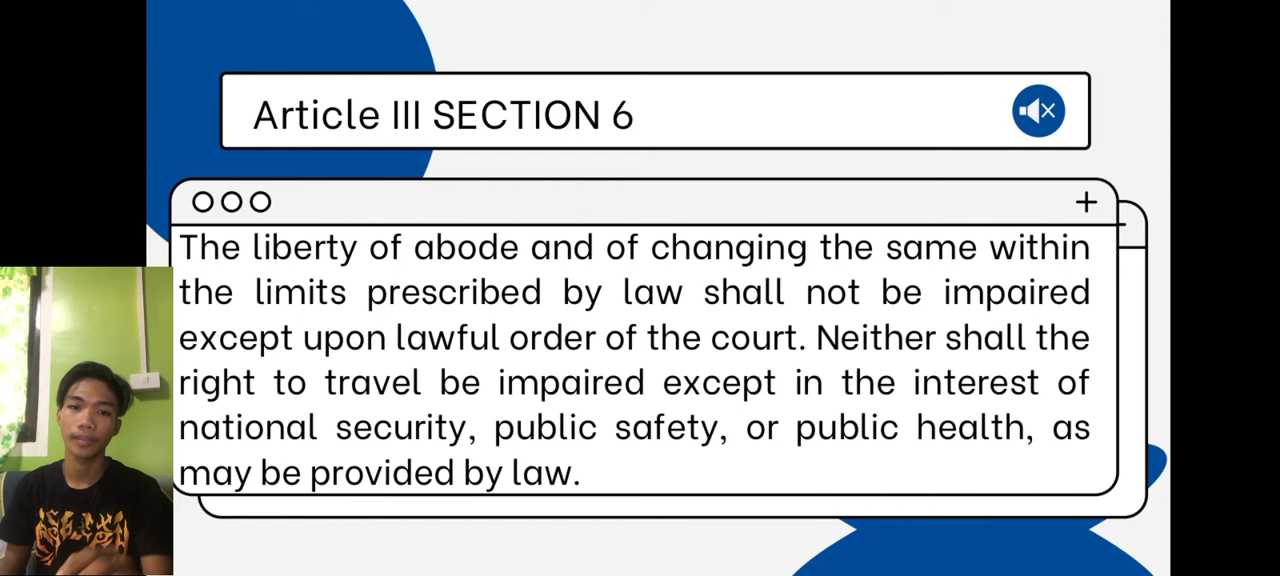 Article III SECTION 6
The liberty of abode and of changing the same within
the limits prescribed by law shall not be impaired
except upon lawful order of the court. Neither shall the
right to travel be impaired except in the interest of
national security, public safety, or public health, as
may be provided by law.